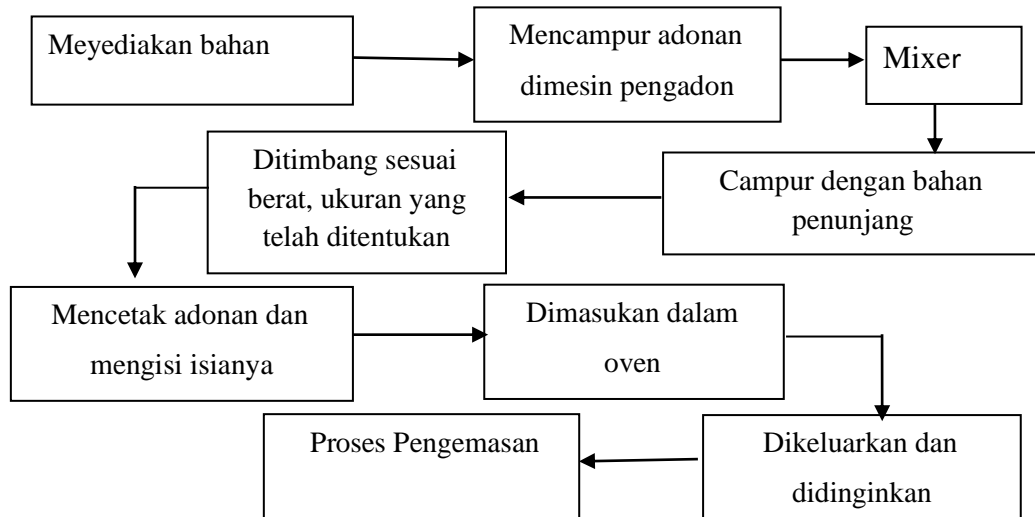 Meyediakan bahan
Mencampur adonan
dimesin pengadon
Mixer
Campur dengan bahan
penunjang
Ditimbang sesuai
berat, ukuran yang
telah ditentukan
Mencetak adonan dan
mengisi isianya
Dimasukan dalam
oven
Dikeluarkan dan
didinginkan
Proses Pengemasan